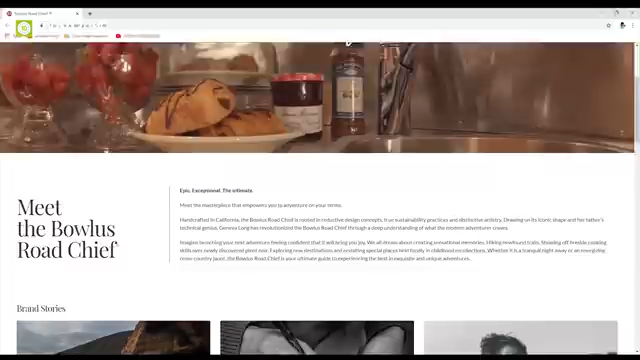 Meet
the Bowlus
Road Chief
Epic. Exceptional. The ultimate.
Meet the masterpiece that empowers you to adventure on your terms.
Handcrafted in California, the Bowlus Road Chief is rooted in reductive design concepts, true sustainability practices and distinctive artistry. Drawing on its iconic shape and her father's
technical genius, Geneva Long has revolutionized the Bowlus Road Chief through a deep understanding of what the modern adventurer craves.
Imagine launching your next adventure feeling confident that it will bring you joy. We all dream about creating sensational memories. Hiking newfound trails. Showing off fireside cooking
skills over newly discovered pinot noir. Exploring new destinations and revisiting special places held fondly in childhood recollections. Whether it is a tranquil night away or an energizing
cross-country jaunt, the Bowlus Road Chief is your ultimate guide to experiencing the best in exquisite and unique adventures.
Brand Stories